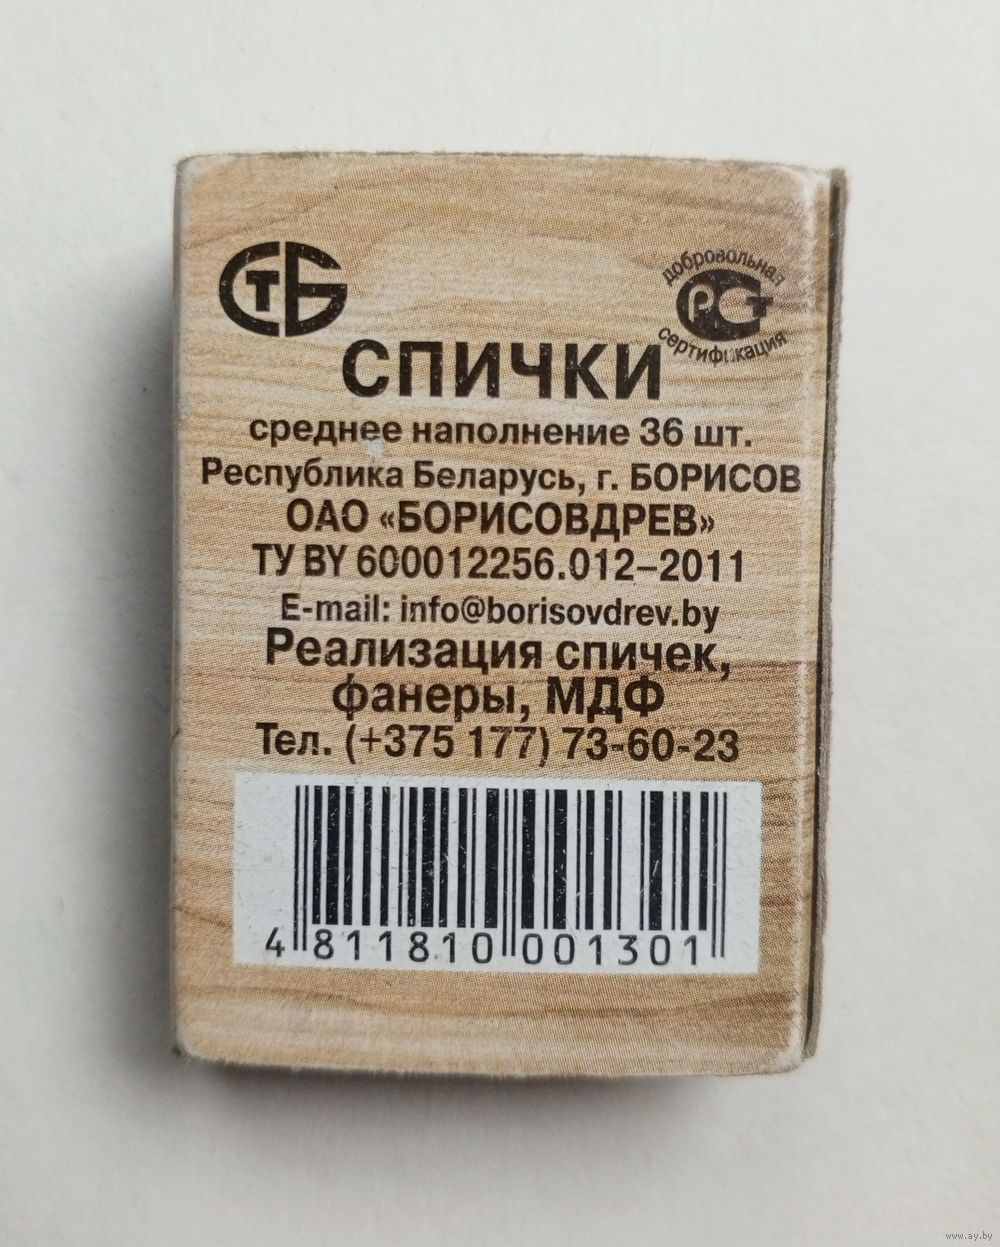 СТБ
добровольная
РСТ
сертификация
СПИЧКИ
среднее наполнение 36 шт.
Республика Беларусь, г. БОРИСОВ
ОАО «БОРИСОВДРЕВ»
ТУ BY 600012256.012–2011
E-mail: info@borisovdrev.by
Реализация спичек,
фанеры, МДФ
Тел. (+375 177) 73-60-23
4 811810 001301
www.ay.by